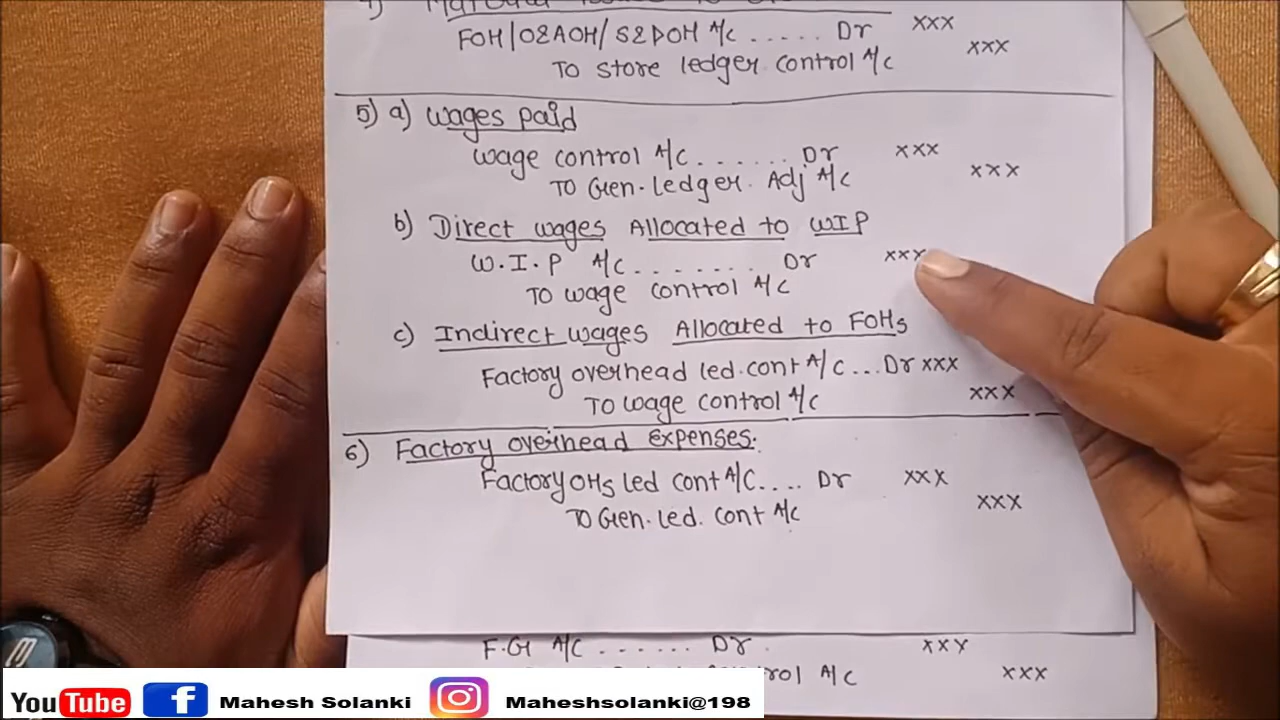 4)
FOH/O&AOH/S&DOH A/c ..... Dr xxx
To store ledger control A/c xxx
5) a) wages paid
wage control A/c ...... Dr xxx
To Gen. Ledger. Adj A/c xxx
b) Direct wages Allocated to WIP
W.I.P A/c ....... Dr xxx
To wage control A/c
c) Indirect wages Allocated to FOHs
Factory overhead led. cont A/c ... Dr xxx
To wage control A/c xxx
6) Factory overhead Expenses.
Factory OHs Led cont A/c .... Dr xxx
To Gen. led. cont A/c xxx
F.G A/c ...... Dr. xxx
A/c xxx
YouTube f Mahesh Solanki Maheshsolanki@198